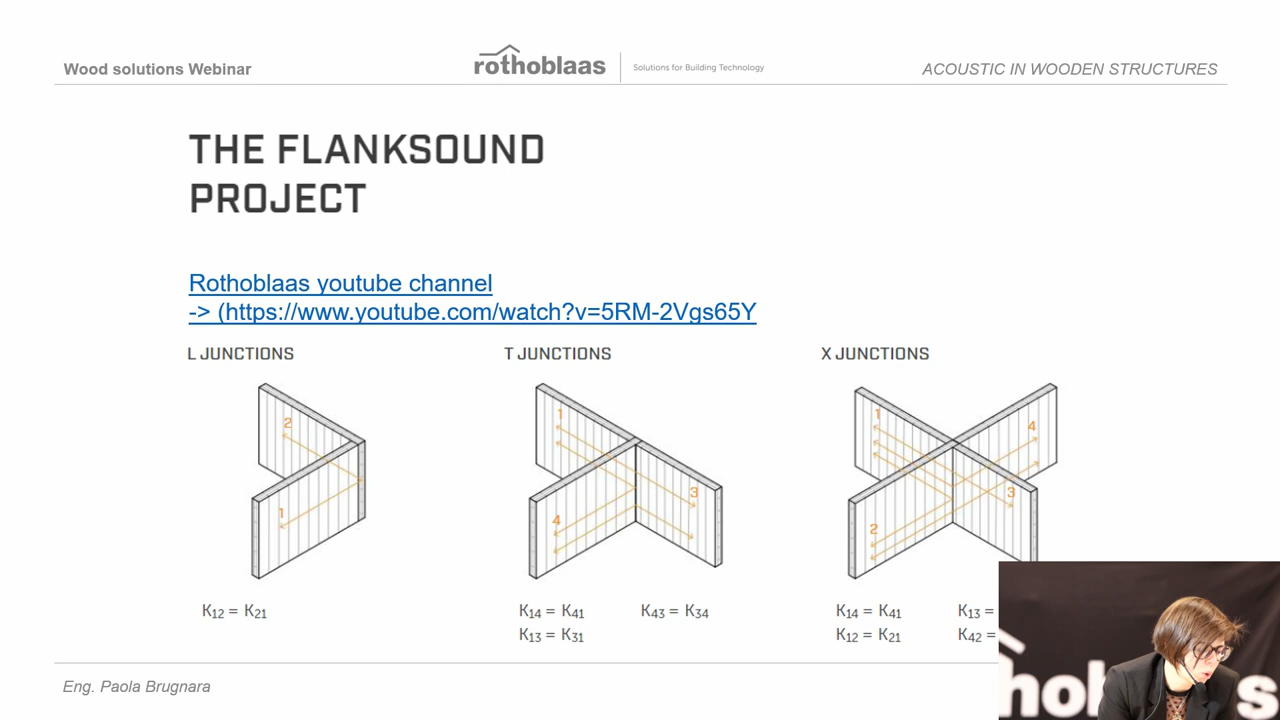 Wood solutions Webinar
rothoblaas
Solutions for Building Technology
ACOUSTIC IN WOODEN STRUCTURES
THE FLANKSOUND
PROJECT
Rothoblaas youtube channel
-> (https://www.youtube.com/watch?v=5RM-2Vgs65Y
L JUNCTIONS
T JUNCTIONS
X JUNCTIONS
2
1
1
3
4
1
4
3
2
K12 = K21
K14 = K41
K43 = K34
K13 = K31
K14 = K41
K13 =
K12 = K21
K42 =
Eng. Paola Brugnara